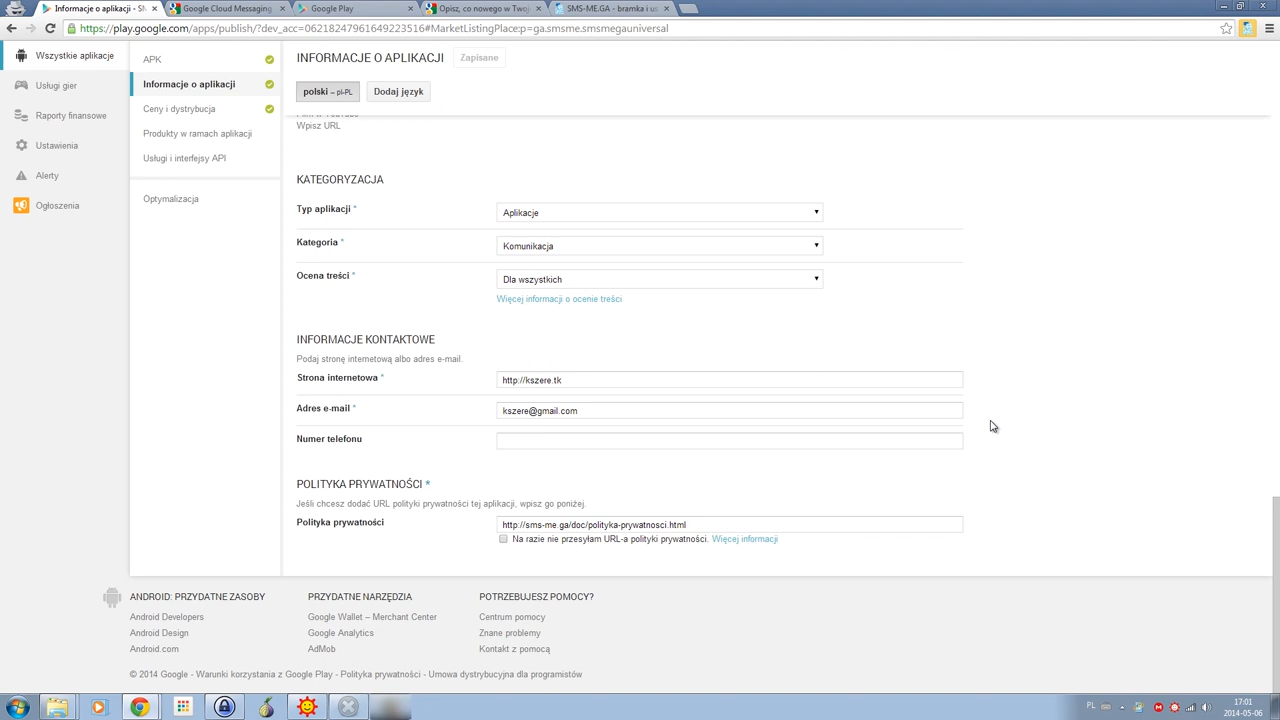 Informacje o aplikacji - SM
Google Cloud Messaging
Google Play
Opisz, co nowego w Twoj
SMS-ME.GA - bramka i us
https://play.google.com/apps/publish/?dev_acc=06218247961649223516#MarketListingPlace:p=ga.smsme.smsmegauniversal
Wszystkie aplikacje
Usługi gier
Raporty finansowe
Ustawienia
Alerty
Ogłoszenia
APK
Informacje o aplikacji
Ceny i dystrybucja
Produkty w ramach aplikacji
Usługi i interfejsy API
Optymalizacja
INFORMACJE O APLIKACJI
Zapisane
polski – pl-PL
Dodaj język
Wpisz URL
KATEGORYZACJA
Typ aplikacji *
Aplikacje
Kategoria *
Komunikacja
Ocena treści *
Dla wszystkich
Więcej informacji o ocenie treści
INFORMACJE KONTAKTOWE
Podaj stronę internetową albo adres e-mail.
Strona internetowa *
http://kszere.tk
Adres e-mail *
kszere@gmail.com
Numer telefonu
POLITYKA PRYWATNOŚCI *
Jeśli chcesz dodać URL polityki prywatności tej aplikacji, wpisz go poniżej.
Polityka prywatności
http://sms-me.ga/doc/polityka-prywatnosci.html
Na razie nie przesyłam URL-a polityki prywatności. Więcej informacji
ANDROID: PRZYDATNE ZASOBY
Android Developers
Android Design
Android.com
PRZYDATNE NARZĘDZIA
Google Wallet – Merchant Center
Google Analytics
AdMob
POTRZEBUJESZ POMOCY?
Centrum pomocy
Znane problemy
Kontakt z pomocą
© 2014 Google - Warunki korzystania z Google Play - Polityka prywatności - Umowa dystrybucyjna dla programistów
PL
17:01
2014-05-06